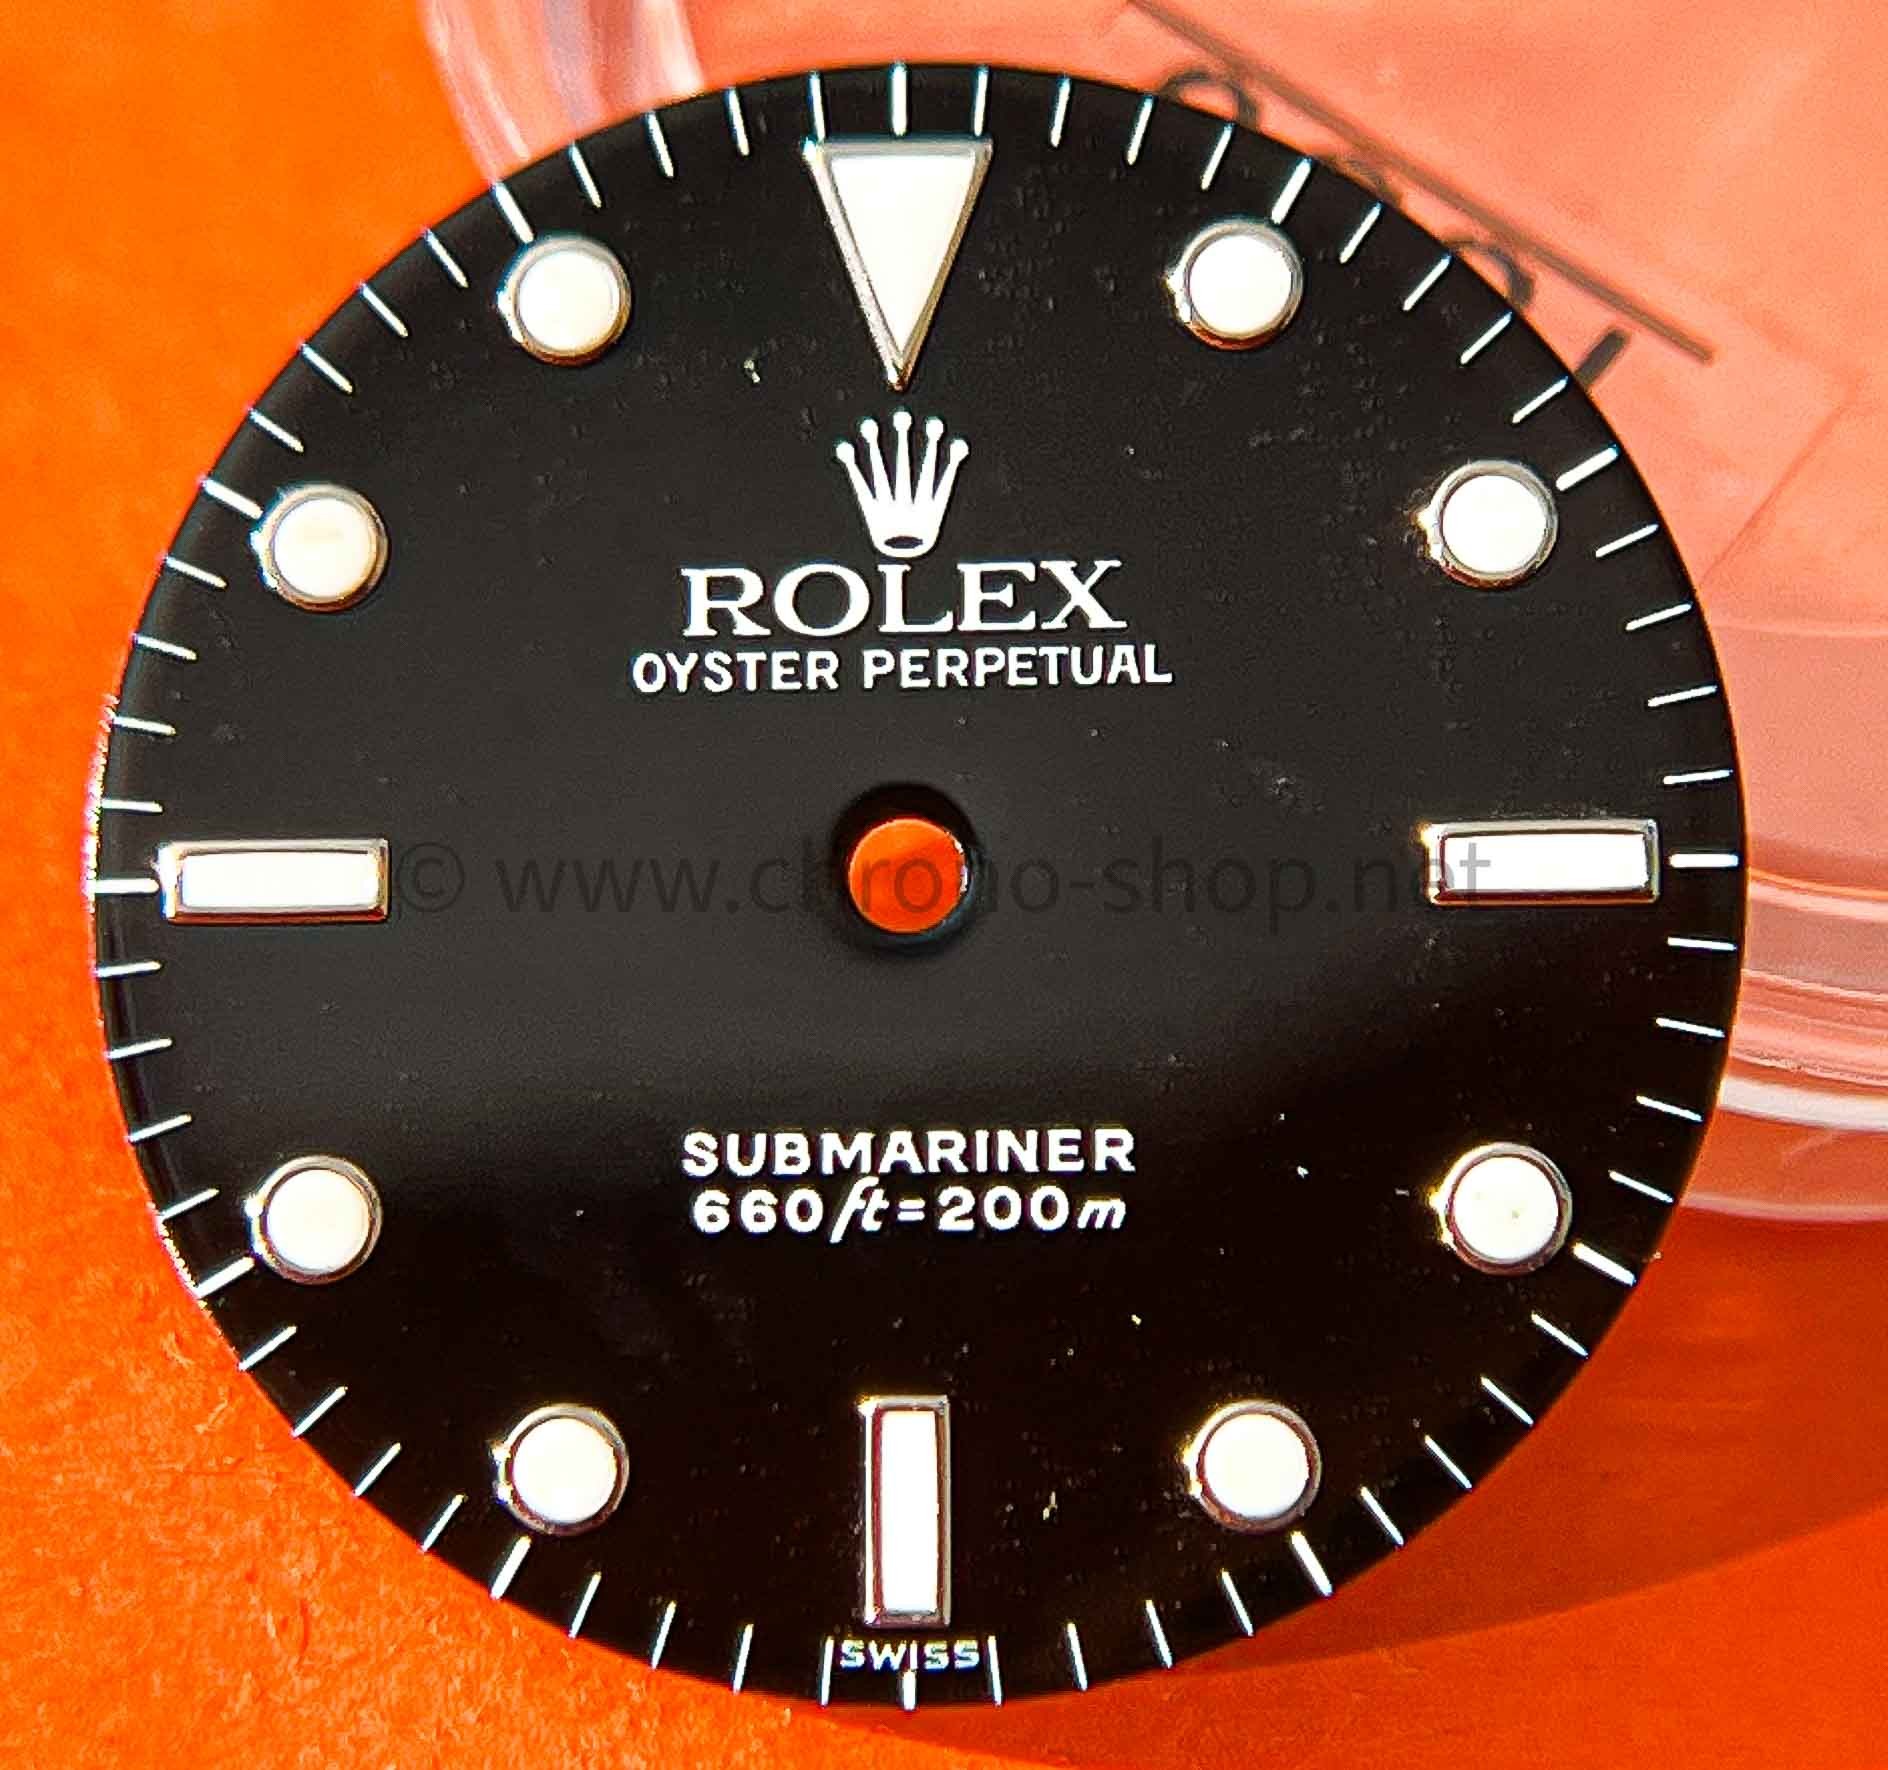 ROLEX
OYSTER PERPETUAL
© www.chrono-shop.net
SUBMARINER
660ft=200m
SWISS